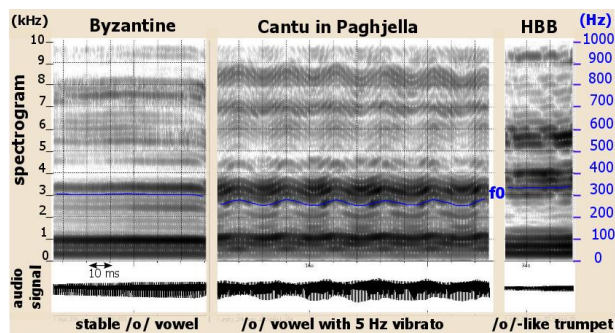 Byzantine Cantu in Paghjella HBB
(kHz) (Hz)
10 1000
9 900
8 800
7 700
6 600
5 500
4 400
3 f0 300
2 200
1 100
0 0
spectrogram
10 ms
audio signal
stable /o/ vowel /o/ vowel with 5 Hz vibrato /o/-like trumpet